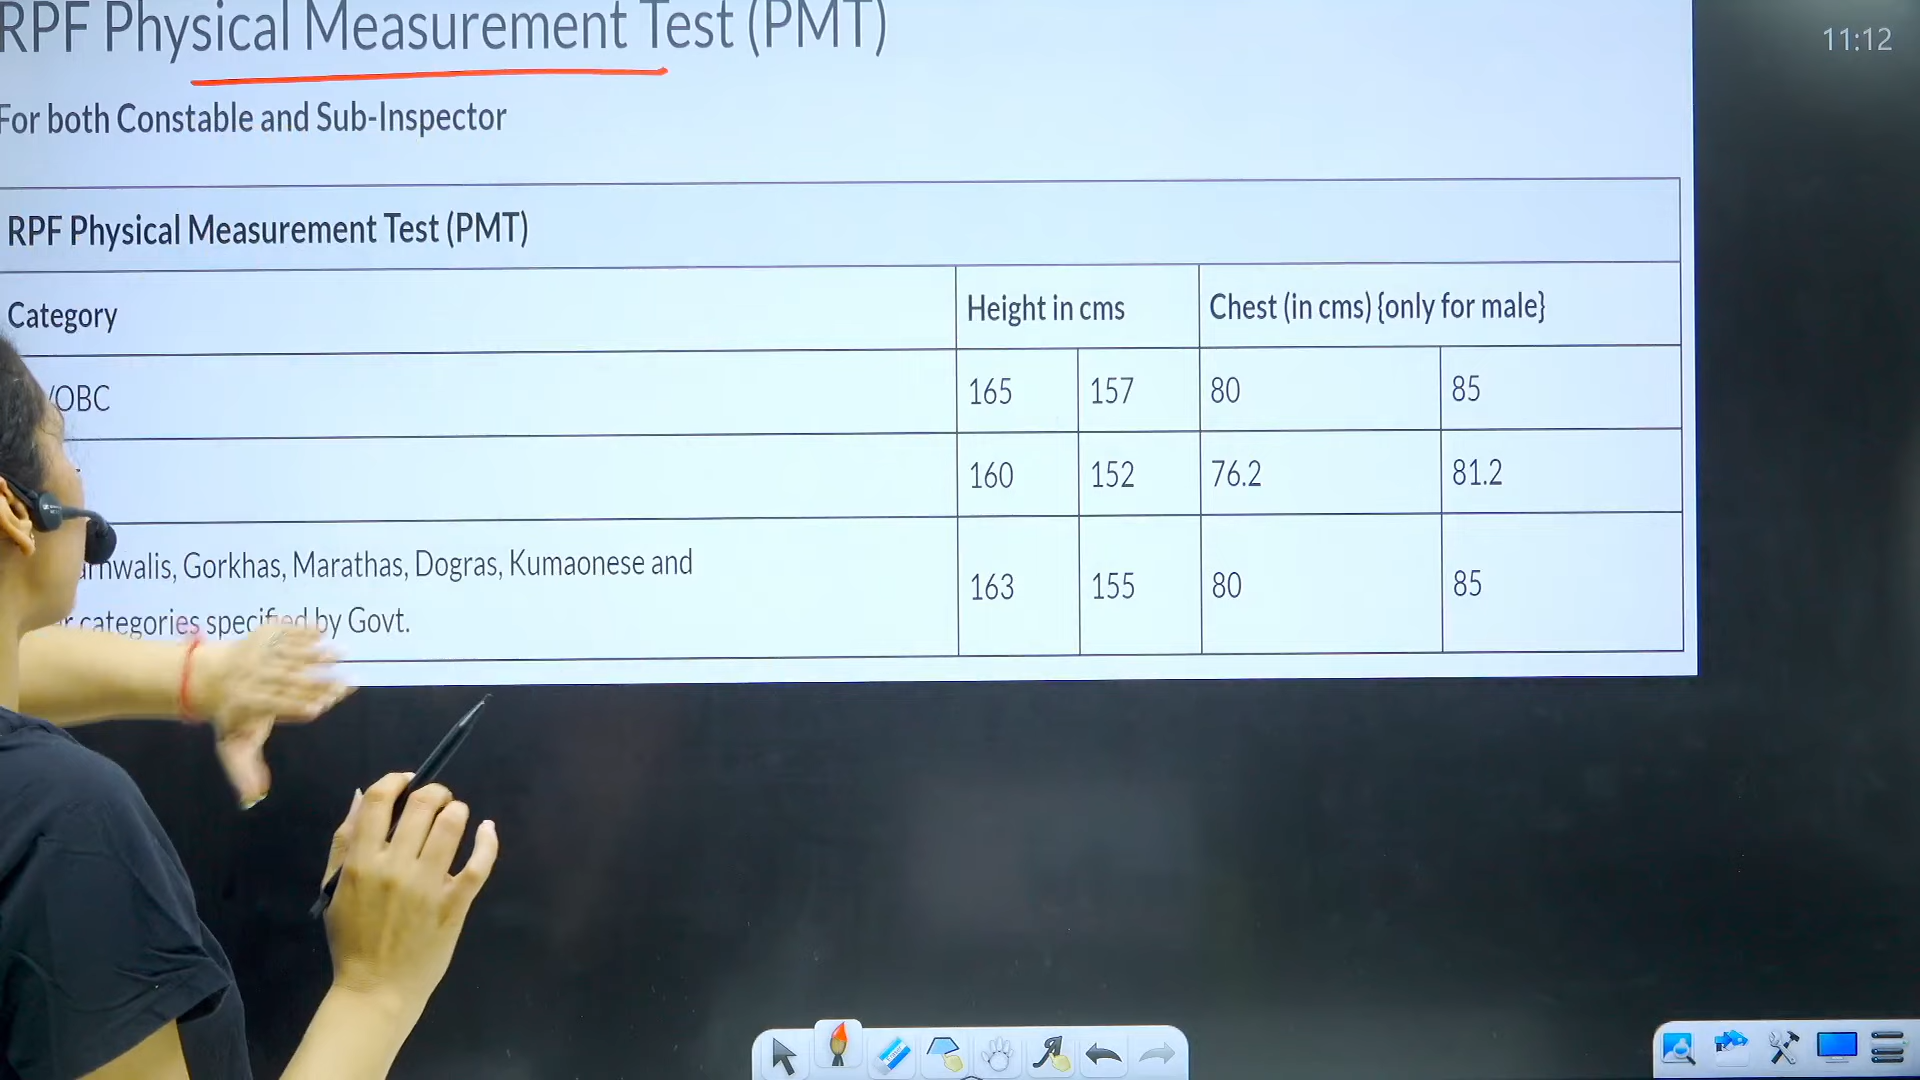 RPF Physical Measurement Test (PMT)
11:12
For both Constable and Sub-Inspector
RPF Physical Measurement Test (PMT)
Category Height in cms Chest (in cms) {only for male}
/OBC 165 157 80 85
160 152 76.2 81.2
Gorkhas, Marathas, Dogras, Kumaonese and
categories specified by Govt.
163 155 80 85